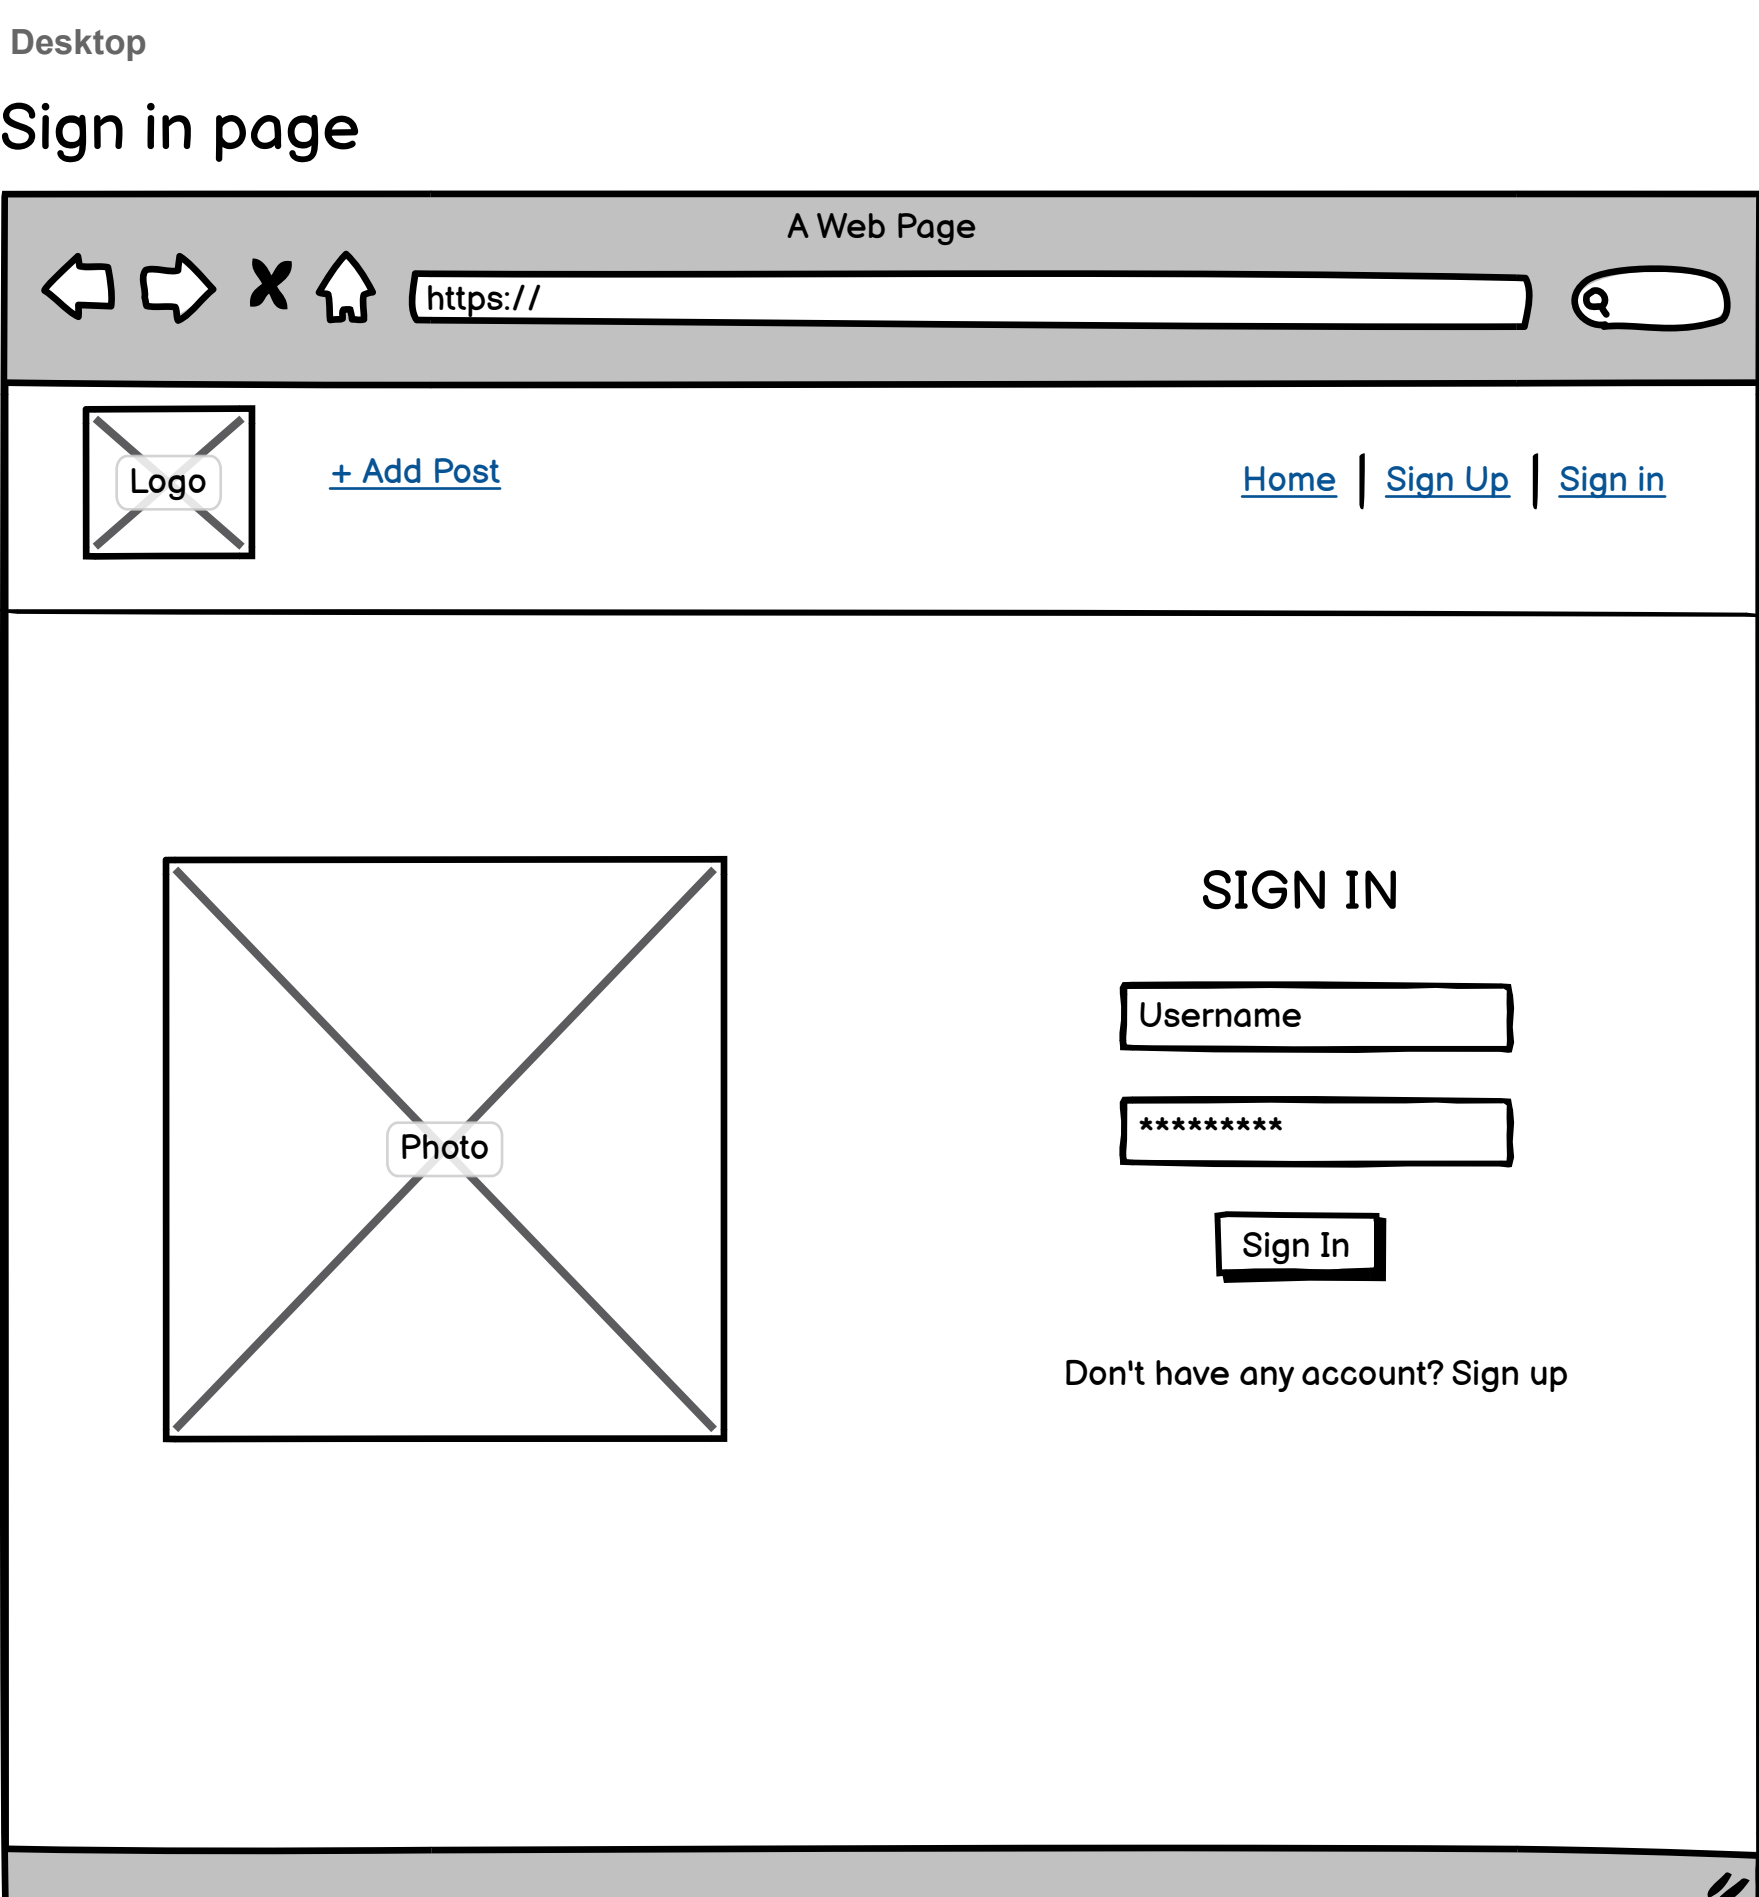 Desktop
Sign in page
A Web Page
https://
Logo
+ Add Post
Home
Sign Up
Sign in
SIGN IN
Username
*********
Photo
Sign In
Don't have any account? Sign up